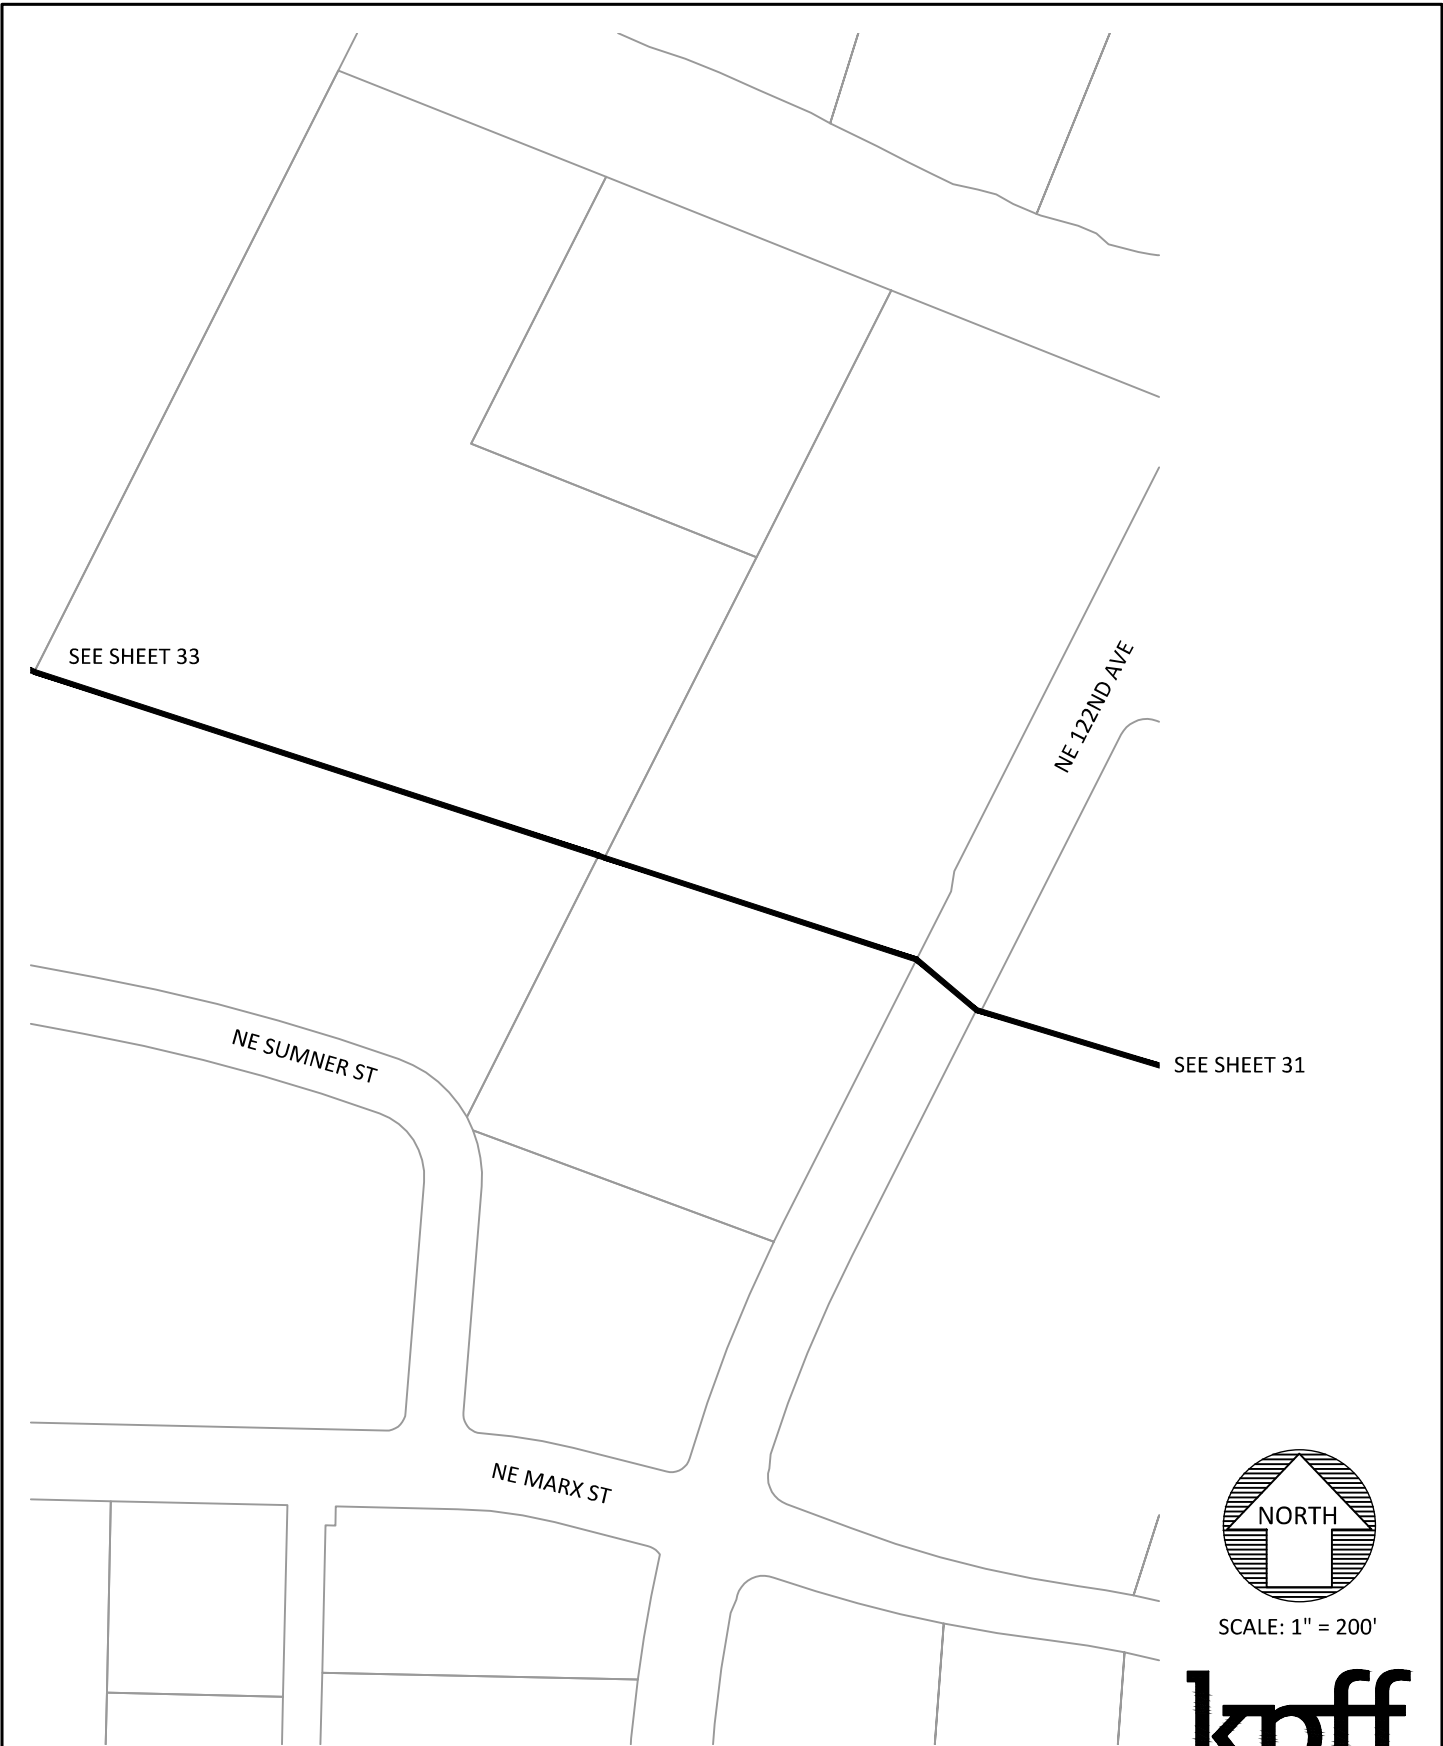 SEE SHEET 33
NE 122ND AVE
NE SUMNER ST
SEE SHEET 31
NE MARX ST
NORTH
SCALE: 1" = 200'
kpff